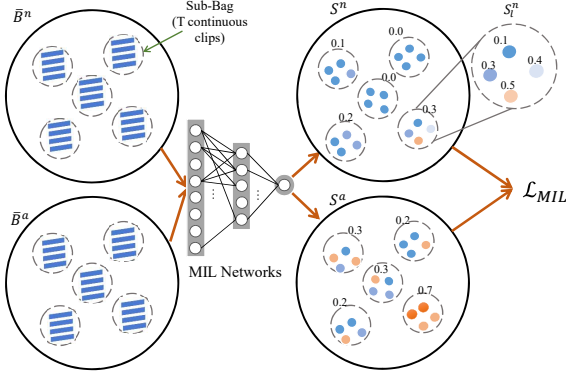 B̄ⁿ
Sub-Bag
(T continuous
clips)
Sⁿ
0.0
0.1
0.0
0.2
0.3
Sₗⁿ
0.1
0.3
0.4
0.5
MIL Networks
ℒ_MIL
B̄ᵃ
Sᵃ
0.3
0.2
0.3
0.2
0.7